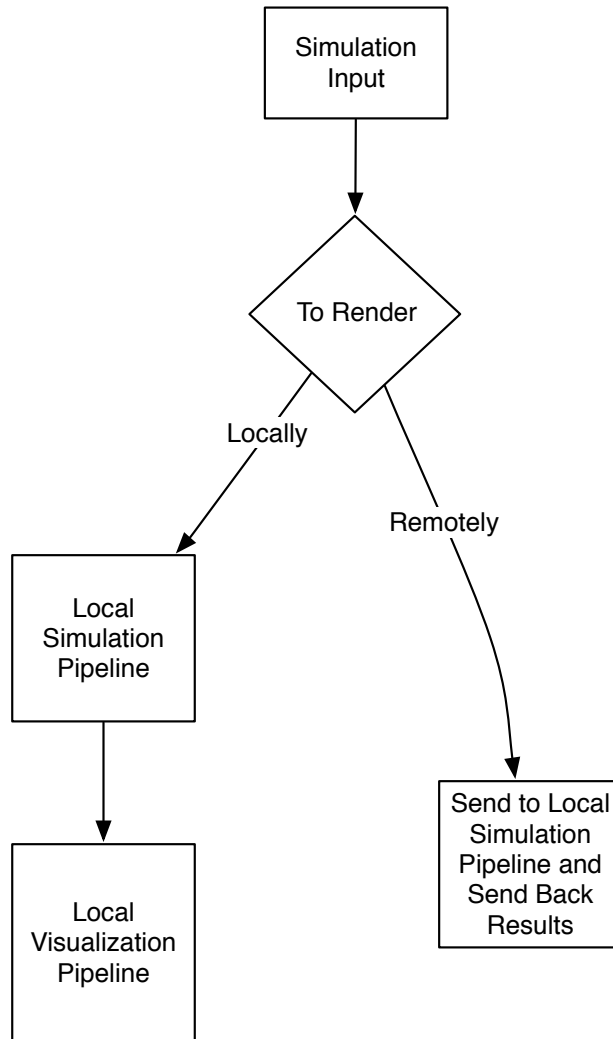 Simulation
Input
To Render
Locally
Remotely
Local
Simulation
Pipeline
Send to Local
Simulation
Pipeline and
Send Back
Results
Local
Visualization
Pipeline